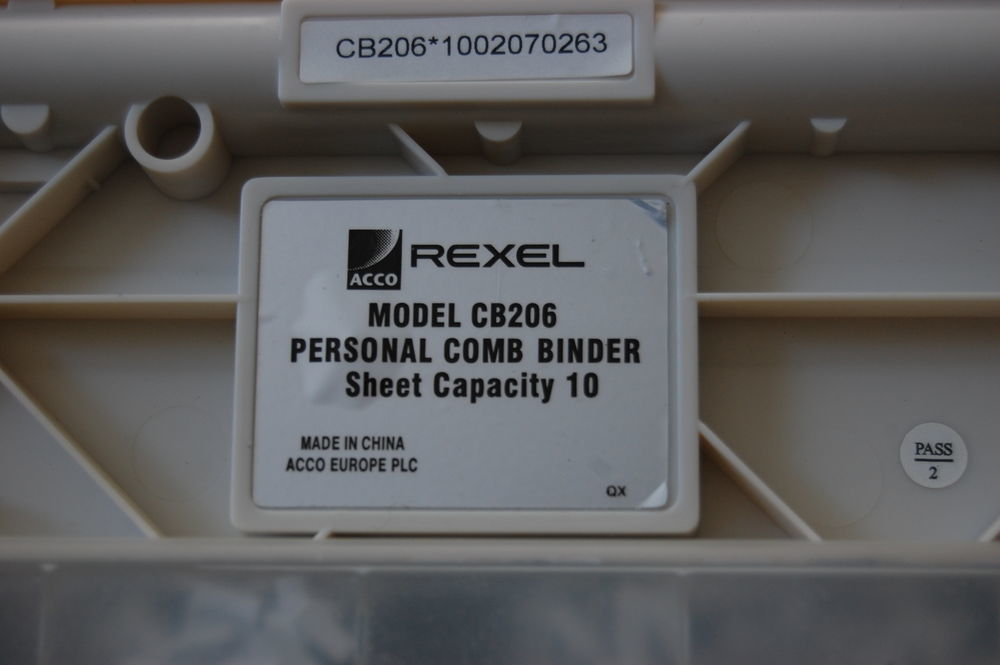 CB206*1002070263
ACCO REXEL
MODEL CB206
PERSONAL COMB BINDER
Sheet Capacity 10
MADE IN CHINA
ACCO EUROPE PLC
QX
PASS
2